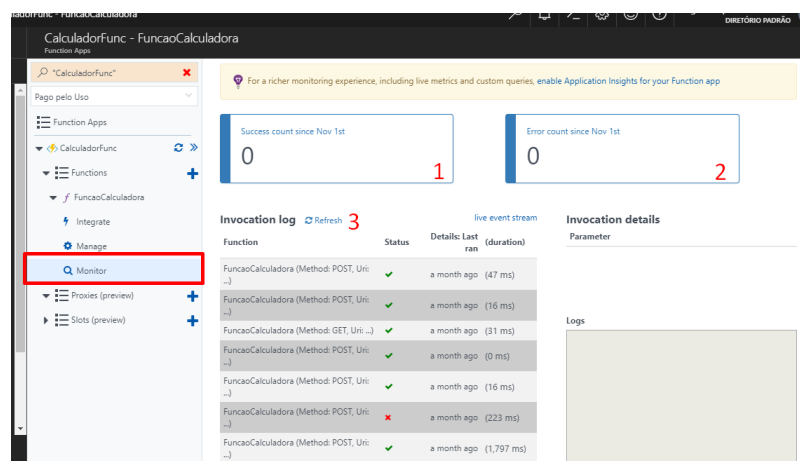 CalculadorFunc - FuncaoCalculadora
DIRETÓRIO PADRÃO
CalculadorFunc - FuncaoCalculadora
Function Apps
"CalculadorFunc"
Pago pelo Uso
Function Apps
CalculadorFunc
Functions
FuncaoCalculadora
Integrate
Manage
Monitor
Proxies (preview)
Slots (preview)
For a richer monitoring experience, including live metrics and custom queries, enable Application Insights for your Function app
Success count since Nov 1st
0
1
Error count since Nov 1st
0
2
Invocation log Refresh 3 live event stream
Function Status Details: Last ran (duration)
FuncaoCalculadora (Method: POST, Uri: ...) a month ago (47 ms)
FuncaoCalculadora (Method: POST, Uri: ...) a month ago (16 ms)
FuncaoCalculadora (Method: GET, Uri: ...) a month ago (31 ms)
FuncaoCalculadora (Method: POST, Uri: ...) a month ago (0 ms)
FuncaoCalculadora (Method: POST, Uri: ...) a month ago (16 ms)
FuncaoCalculadora (Method: POST, Uri: ...) a month ago (223 ms)
FuncaoCalculadora (Method: POST, Uri: ...) a month ago (1,797 ms)
Invocation details
Parameter
Logs